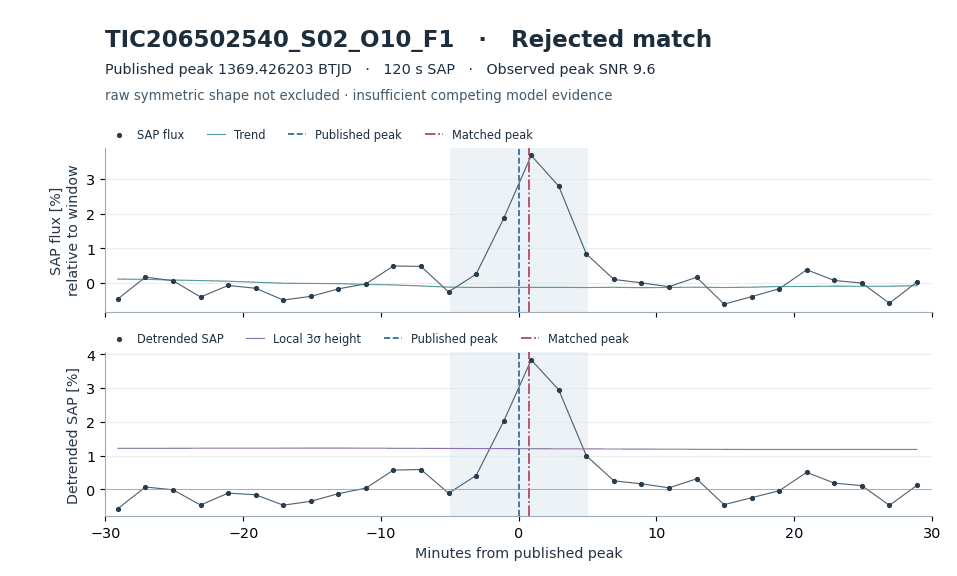 TIC206502540_S02_O10_F1 · Rejected match
Published peak 1369.426203 BTJD · 120 s SAP · Observed peak SNR 9.6
raw symmetric shape not excluded · insufficient competing model evidence
SAP flux Trend Published peak Matched peak
SAP flux [%]
relative to window
3
2
1
0
Detrended SAP Local 3σ height Published peak Matched peak
Detrended SAP [%]
4
3
2
1
0
−30 −20 −10 0 10 20 30
Minutes from published peak